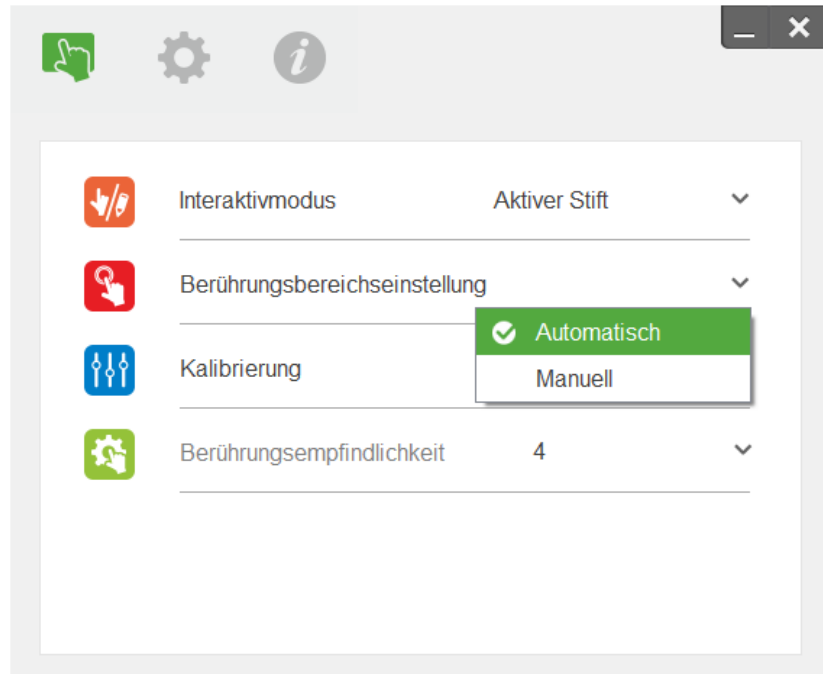 Interaktivmodus Aktiver Stift
Berührungsbereichseinstellung
Automatisch
Kalibrierung
Manuell
Berührungsempfindlichkeit 4